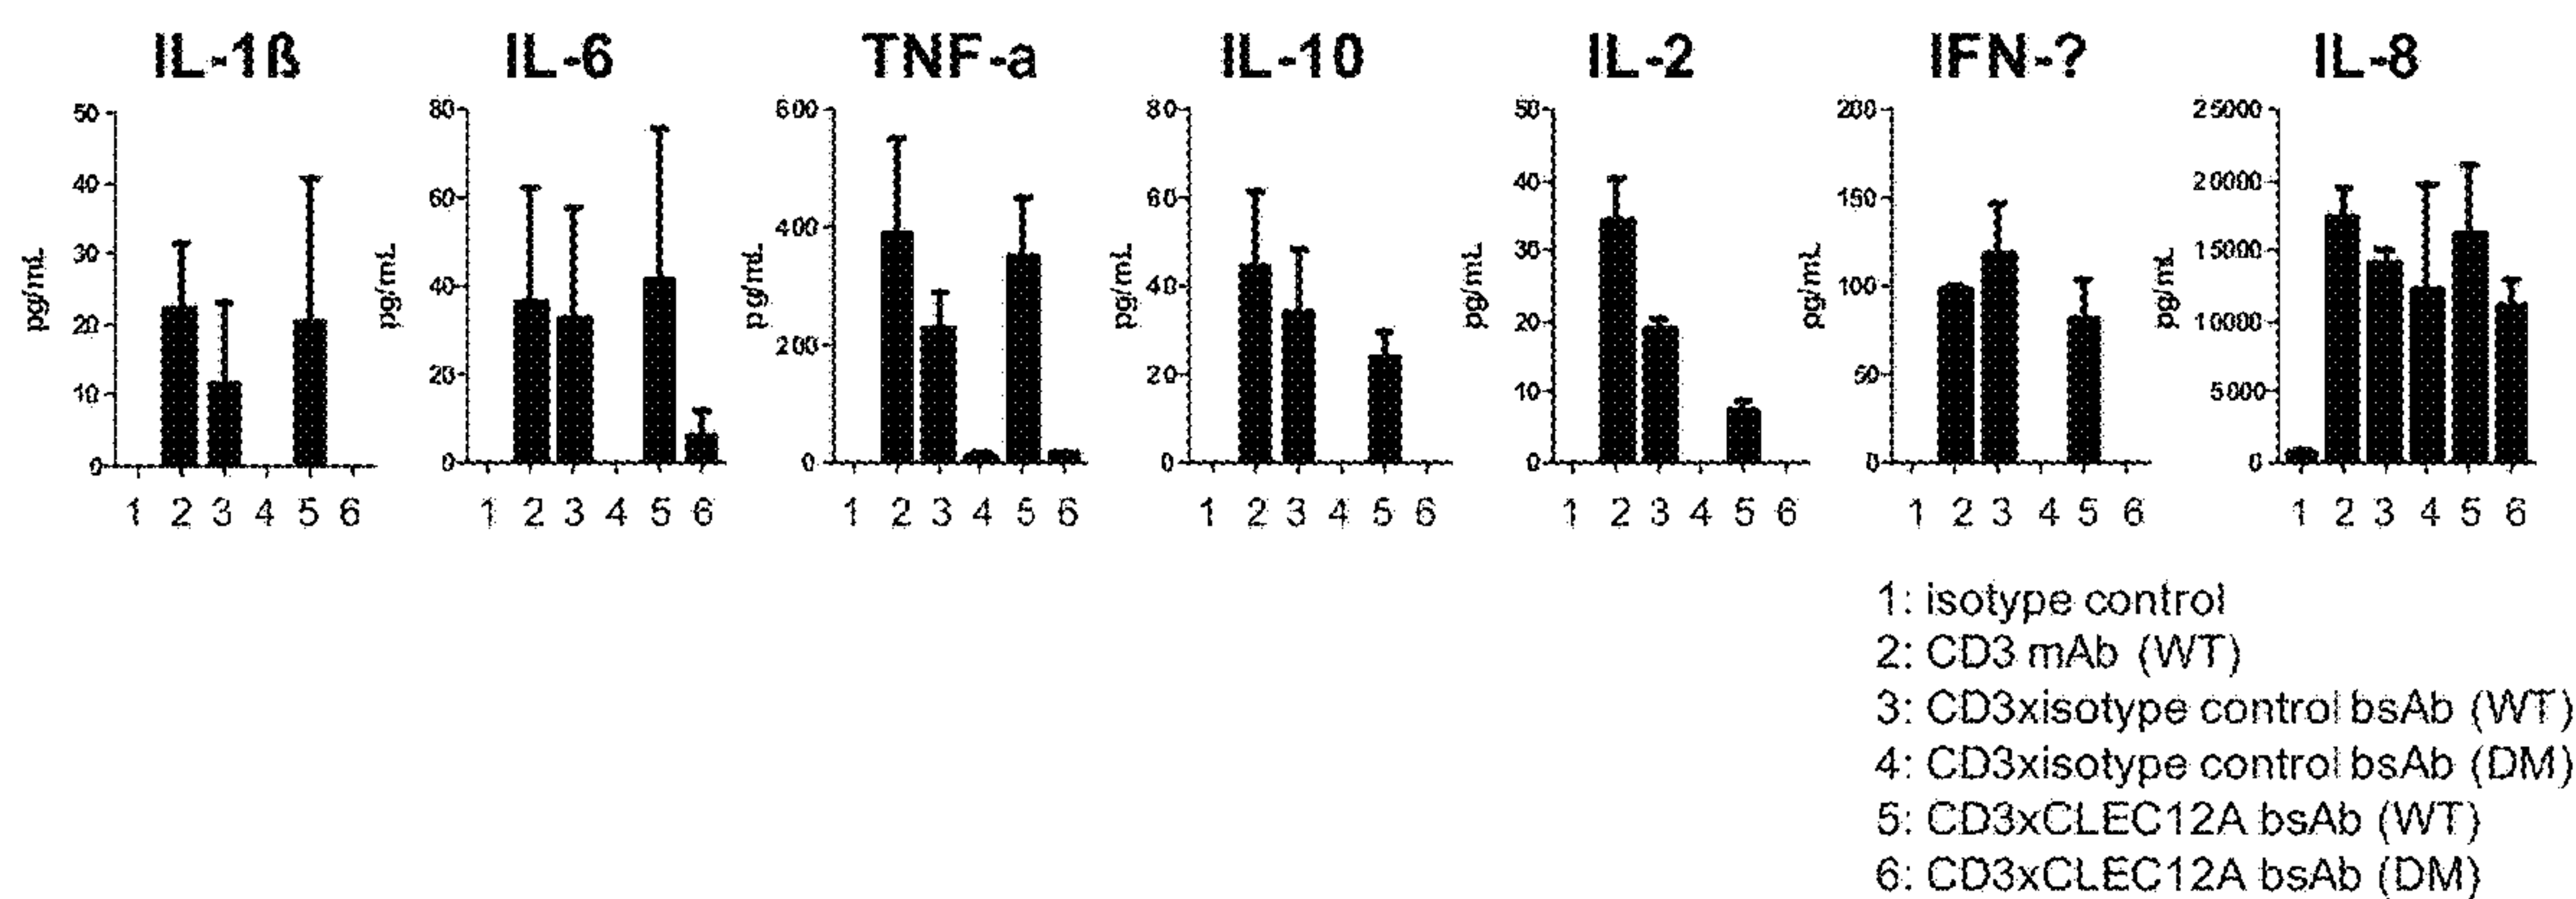 IL-1ß IL-6 TNF-a IL-10 IL-2 IFN-? IL-8
50 40 30 20 10 0 pg/mL
80 60 40 20 0 pg/mL
600 400 200 0 pg/mL
80 60 40 20 0 pg/mL
50 40 30 20 10 0 pg/mL
200 150 100 50 0 pg/mL
25000 20000 15000 10000 5000 0 pg/mL
1 2 3 4 5 6 1 2 3 4 5 6 1 2 3 4 5 6 1 2 3 4 5 6 1 2 3 4 5 6 1 2 3 4 5 6 1 2 3 4 5 6
1: isotype control
2: CD3 mAb (WT)
3: CD3xisotype control bsAb (WT)
4: CD3xisotype control bsAb (DM)
5: CD3xCLEC12A bsAb (WT)
6: CD3xCLEC12A bsAb (DM)